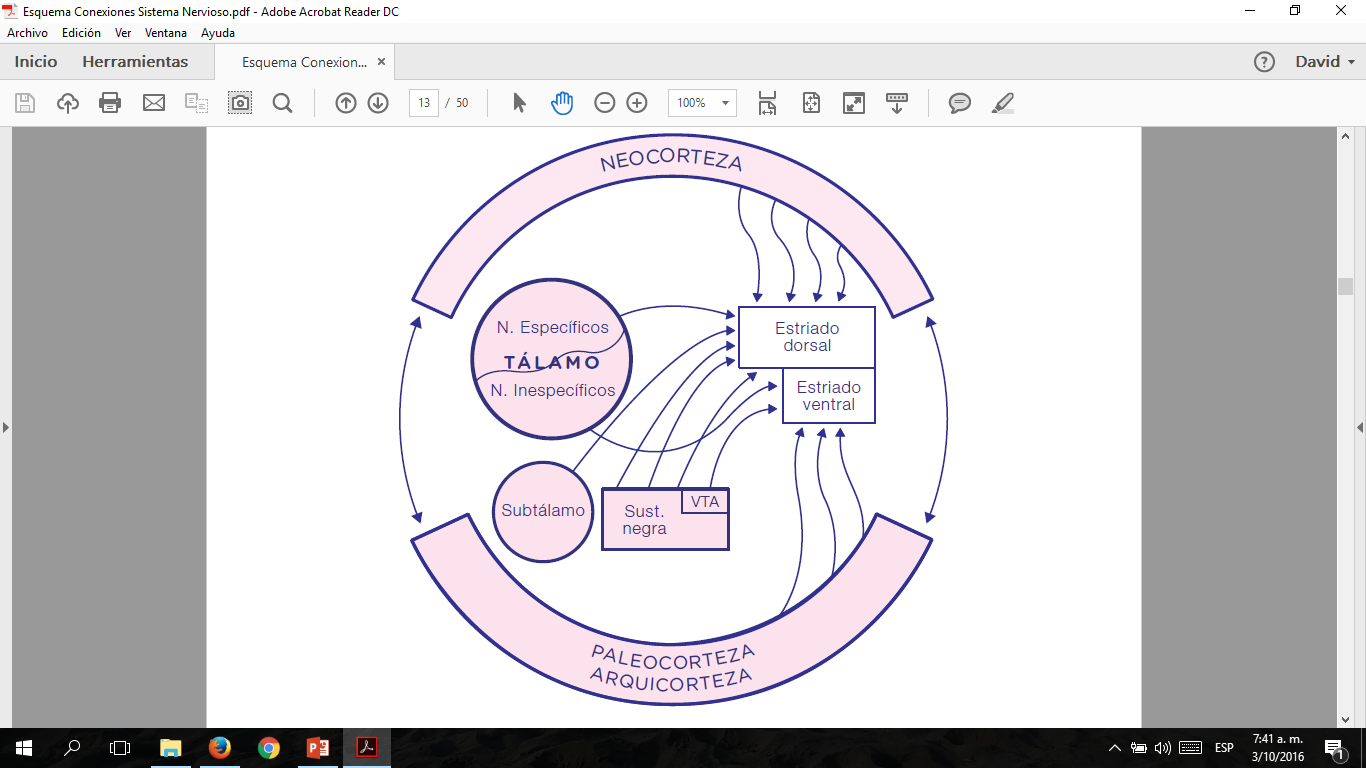 Esquema Conexiones Sistema Nervioso.pdf - Adobe Acrobat Reader DC
Archivo Edición Ver Ventana Ayuda
Inicio Herramientas Esquema Conexion... × David
13 / 50 100%
NEOCORTEZA
N. Específicos
TÁLAMO
N. Inespecíficos
Estriado
dorsal
Estriado
ventral
Subtálamo
Sust.
negra
VTA
PALEOCORTEZA
ARQUICORTEZA
ESP
7:41 a. m.
3/10/2016
1